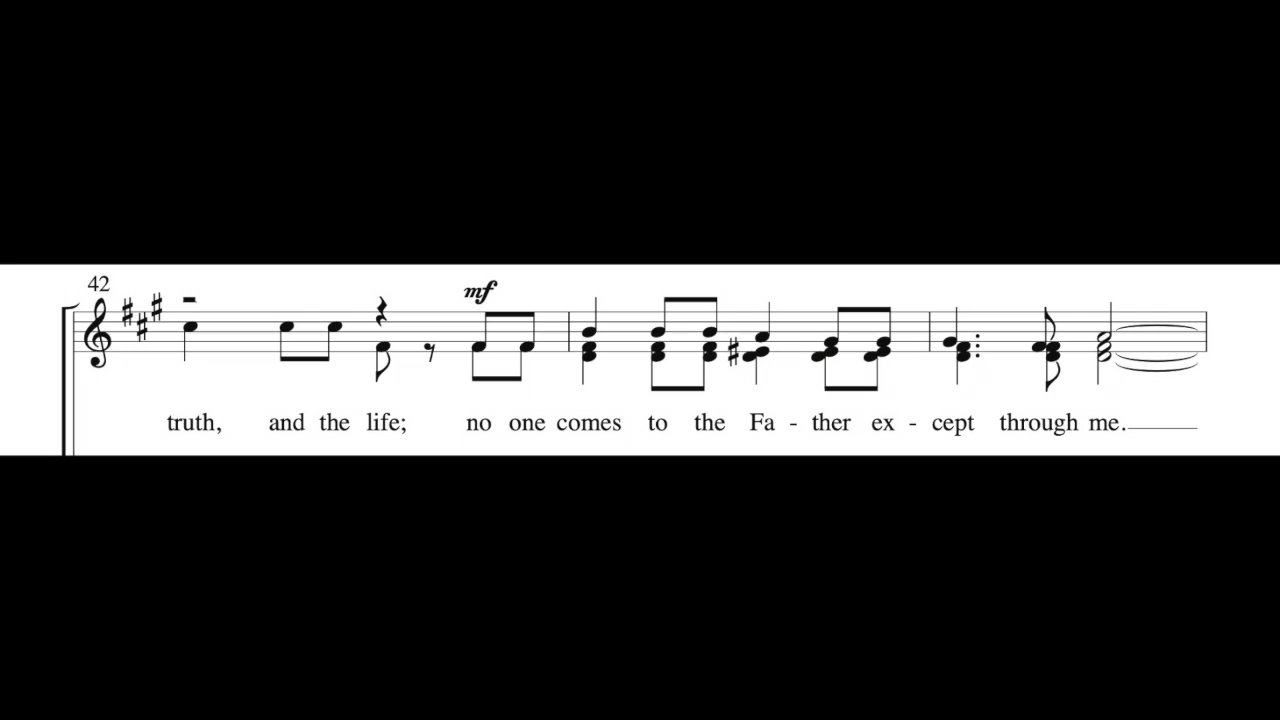 42
mf
truth, and the life; no one comes to the Fa - ther ex - cept through me.